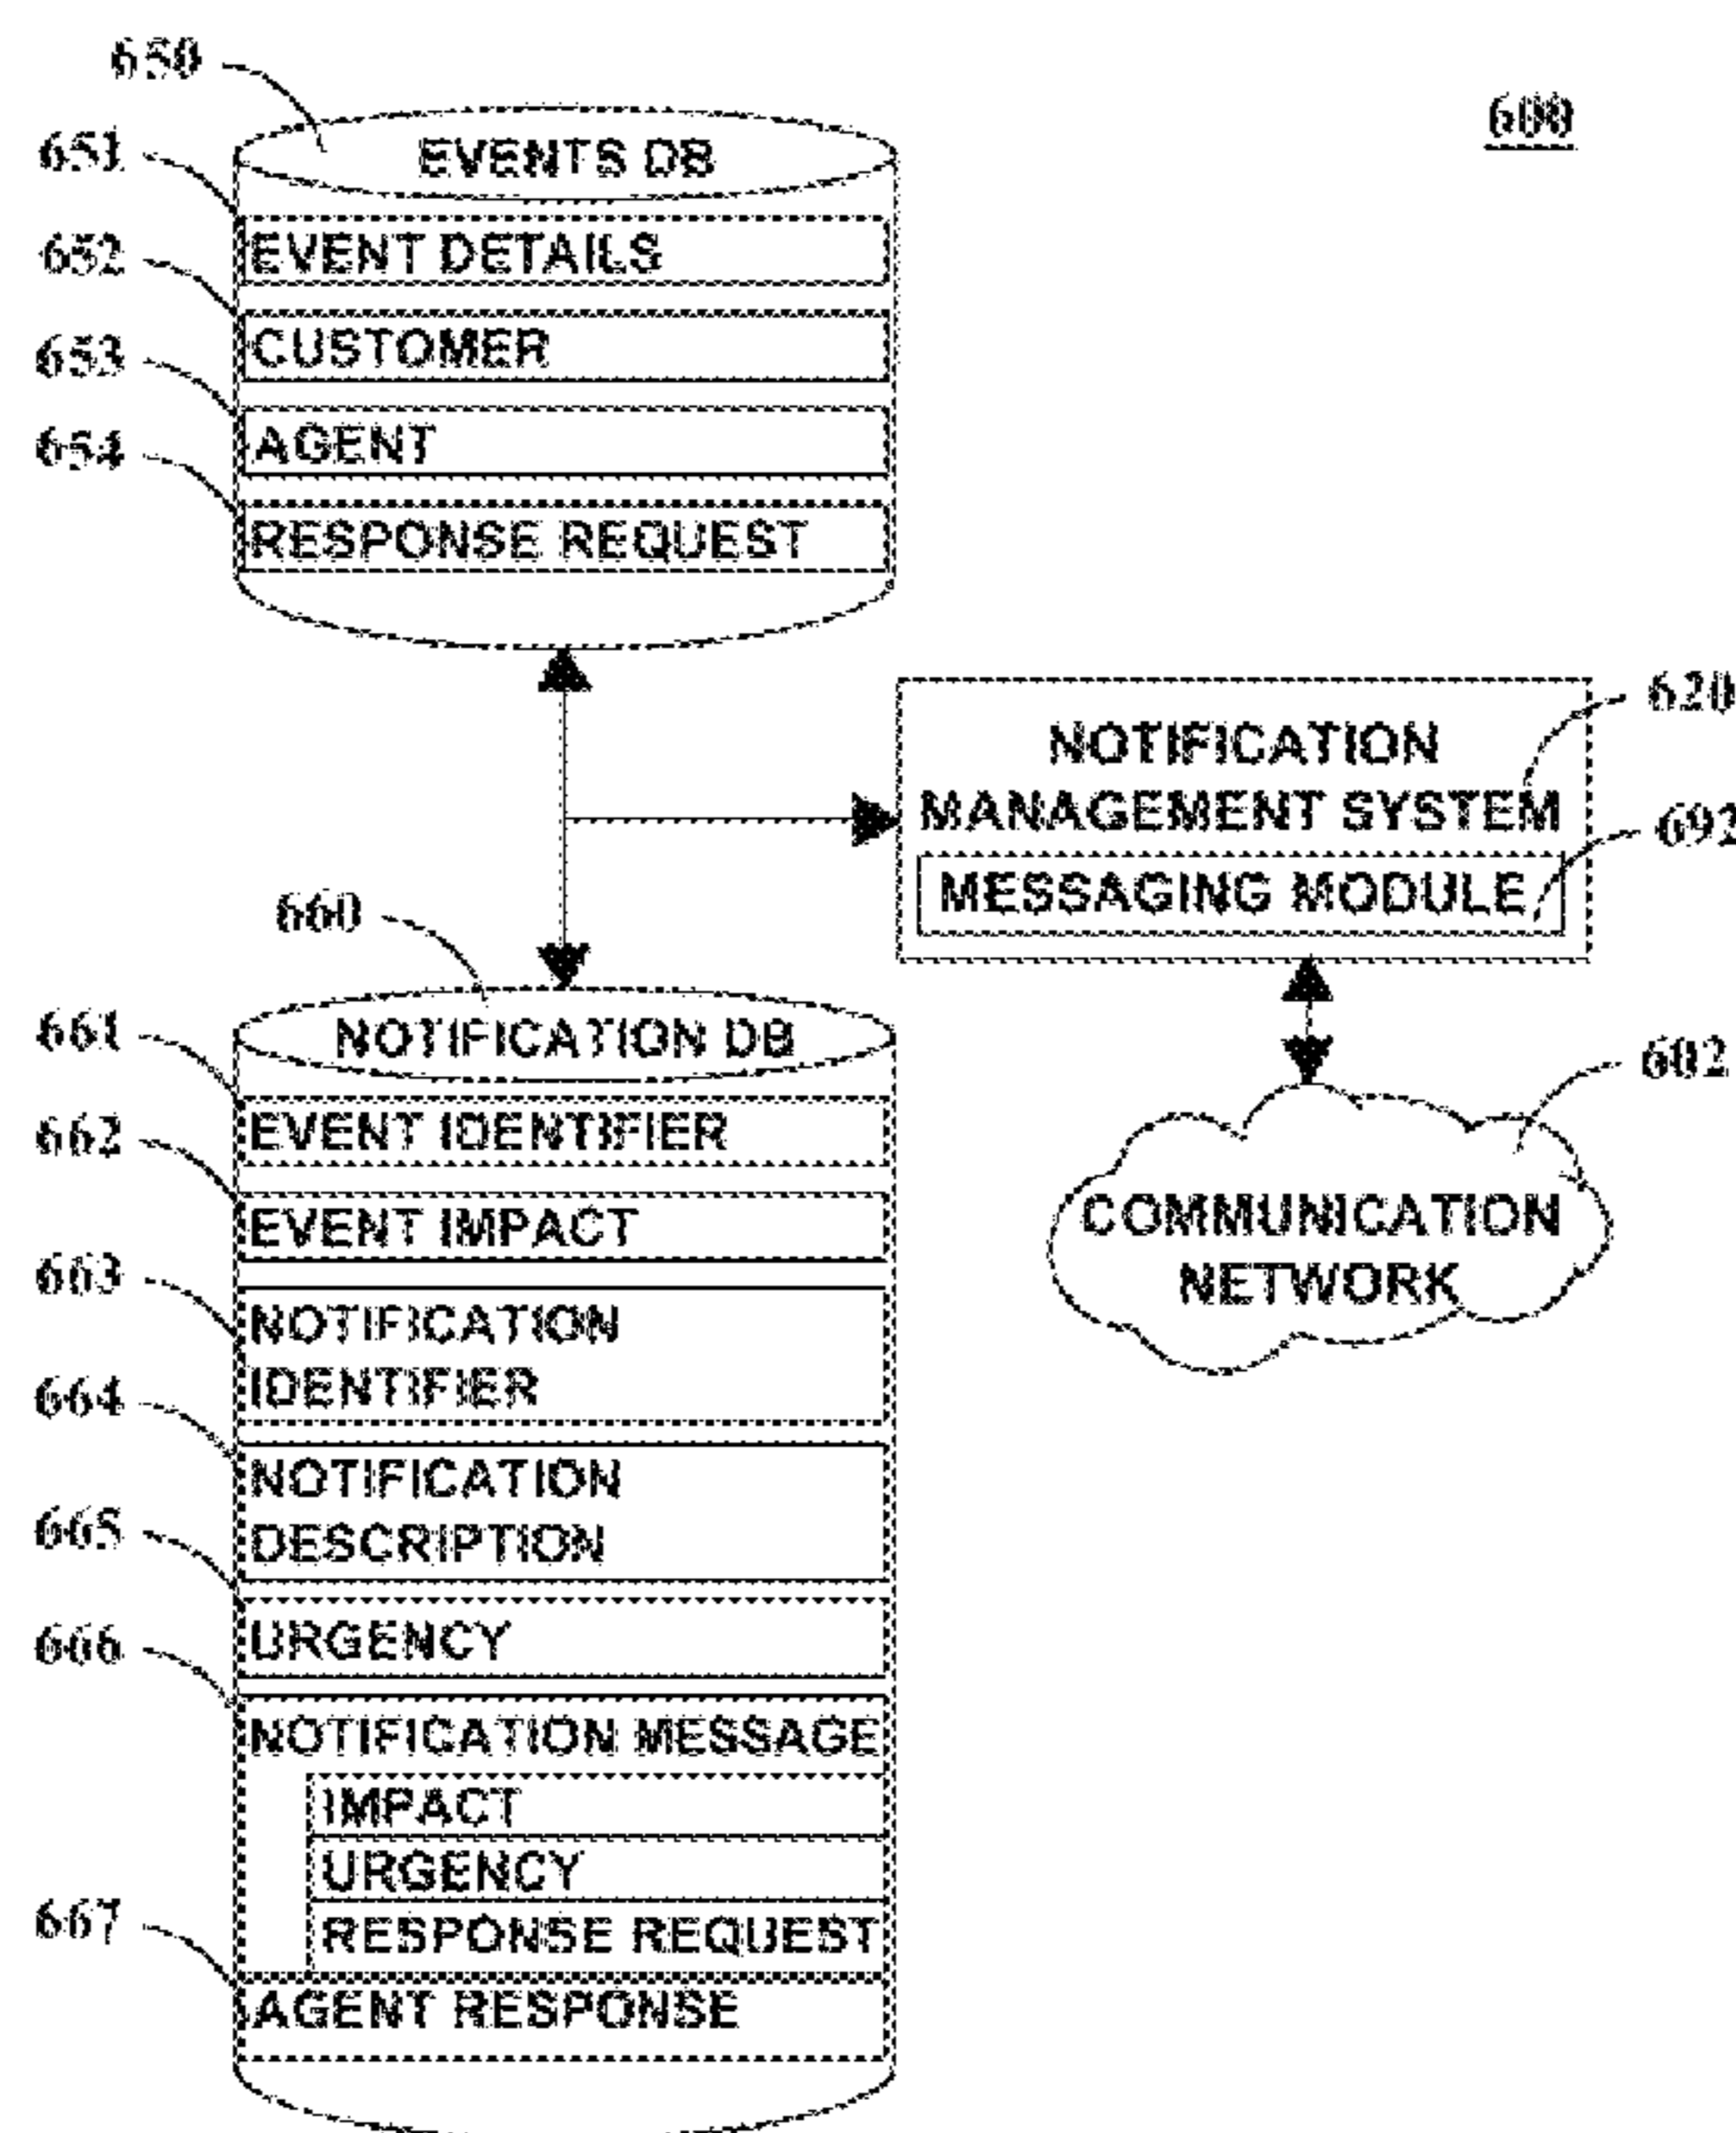 650
600
651
EVENTS DB
652
EVENT DETAILS
653
CUSTOMER
654
AGENT
RESPONSE REQUEST
620
NOTIFICATION
MANAGEMENT SYSTEM
692
MESSAGING MODULE
660
661
NOTIFICATION DB
602
662
EVENT IDENTIFIER
663
EVENT IMPACT
COMMUNICATION
NETWORK
664
NOTIFICATION
IDENTIFIER
665
NOTIFICATION
DESCRIPTION
666
URGENCY
NOTIFICATION MESSAGE
IMPACT
URGENCY
667
RESPONSE REQUEST
AGENT RESPONSE